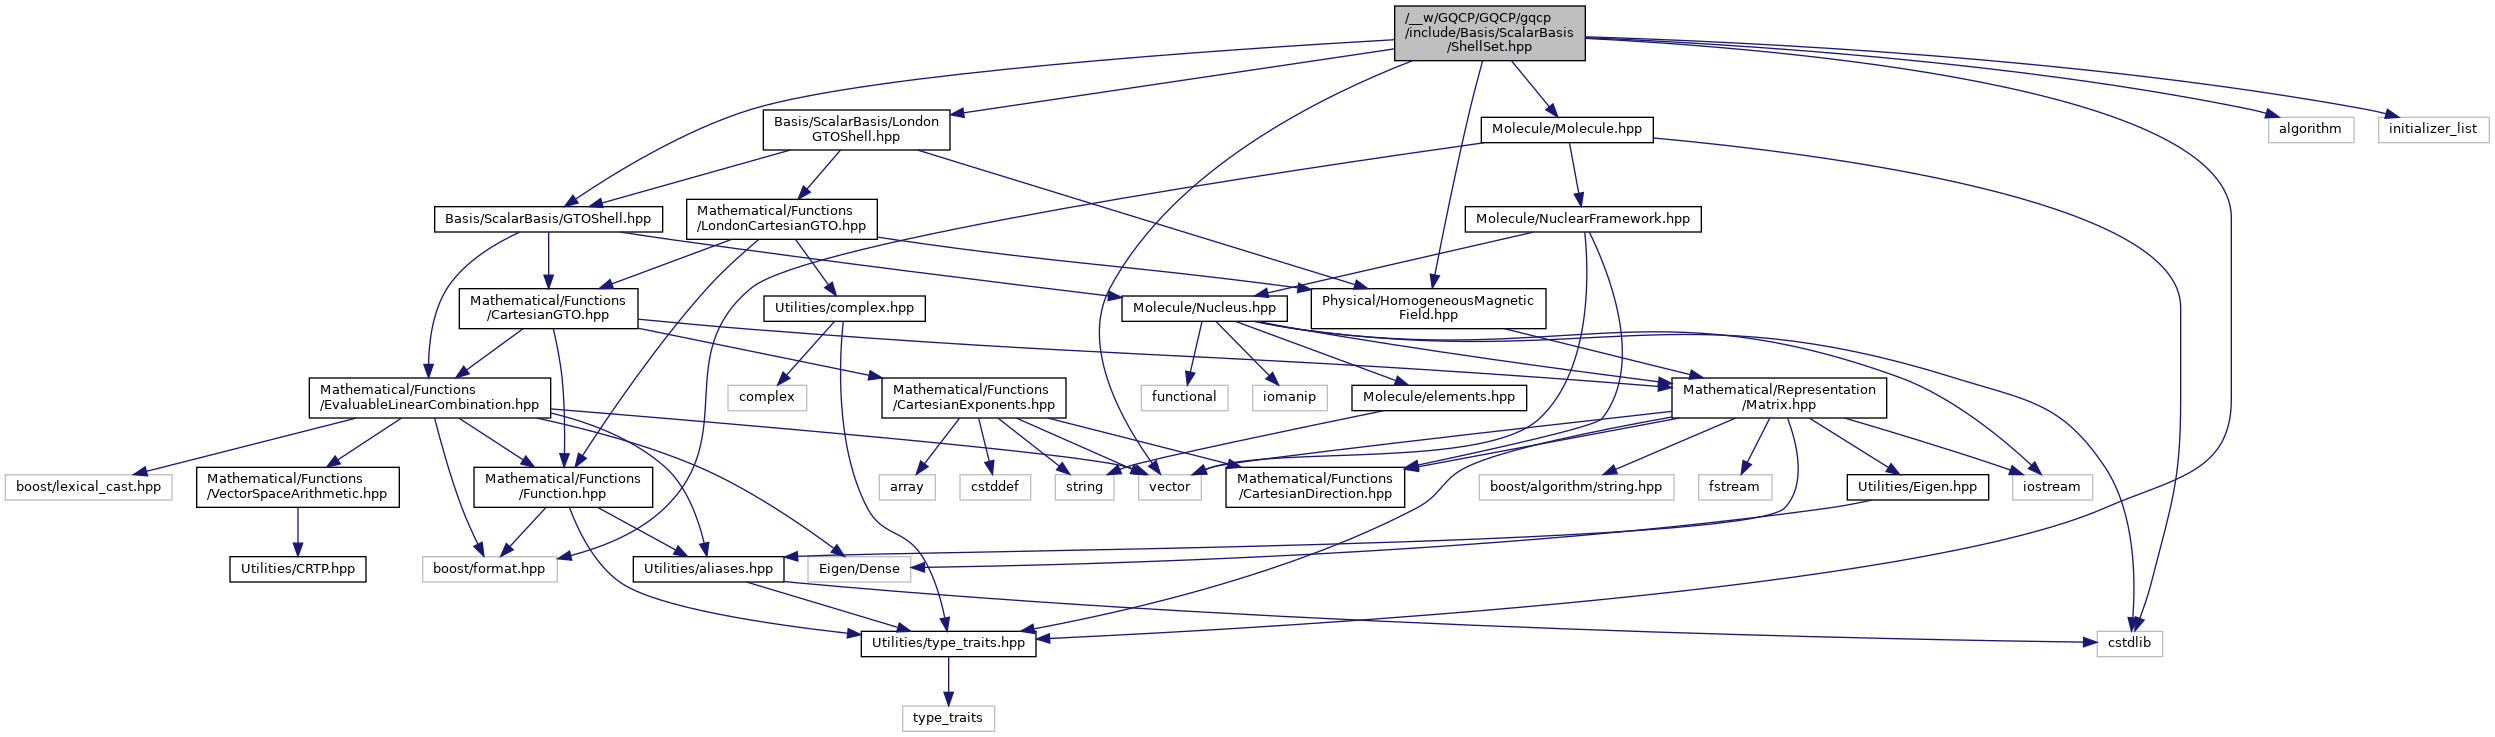 /__w/GQCP/GQCP/gqcp
/include/Basis/ScalarBasis
/ShellSet.hpp
Basis/ScalarBasis/London
GTOShell.hpp
Molecule/Molecule.hpp
algorithm
initializer_list
Basis/ScalarBasis/GTOShell.hpp
Mathematical/Functions
/LondonCartesianGTO.hpp
Molecule/NuclearFramework.hpp
Mathematical/Functions
/CartesianGTO.hpp
Utilities/complex.hpp
Molecule/Nucleus.hpp
Physical/HomogeneousMagnetic
Field.hpp
Mathematical/Functions
/EvaluableLinearCombination.hpp
complex
Mathematical/Functions
/CartesianExponents.hpp
functional
iomanip
Molecule/elements.hpp
Mathematical/Representation
/Matrix.hpp
boost/lexical_cast.hpp
Mathematical/Functions
/VectorSpaceArithmetic.hpp
Mathematical/Functions
/Function.hpp
array
cstddef
string
vector
Mathematical/Functions
/CartesianDirection.hpp
boost/algorithm/string.hpp
fstream
Utilities/Eigen.hpp
iostream
Utilities/CRTP.hpp
boost/format.hpp
Utilities/aliases.hpp
Eigen/Dense
Utilities/type_traits.hpp
cstdlib
type_traits